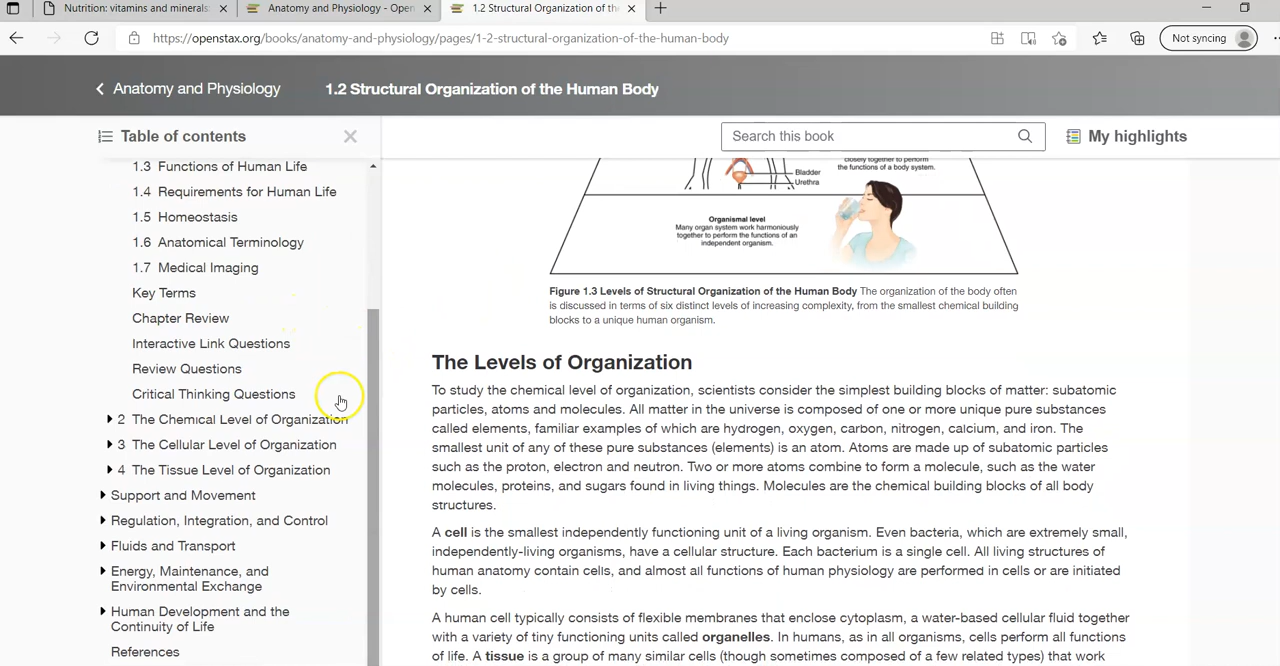 Nutrition: vitamins and minerals:
Anatomy and Physiology - Open
1.2 Structural Organization of the
https://openstax.org/books/anatomy-and-physiology/pages/1-2-structural-organization-of-the-human-body
Not syncing
Anatomy and Physiology
1.2 Structural Organization of the Human Body
Table of contents
Search this book
My highlights
1.3 Functions of Human Life
1.4 Requirements for Human Life
1.5 Homeostasis
1.6 Anatomical Terminology
1.7 Medical Imaging
Key Terms
Chapter Review
Interactive Link Questions
Review Questions
Critical Thinking Questions
2 The Chemical Level of Organization
3 The Cellular Level of Organization
4 The Tissue Level of Organization
Support and Movement
Regulation, Integration, and Control
Fluids and Transport
Energy, Maintenance, and
Environmental Exchange
Human Development and the
Continuity of Life
References
closely together to perform
the functions of a body system.
Bladder
Urethra
Organismal level
Many organ system work harmoniously
together to perform the functions of an
independent organism.
Figure 1.3 Levels of Structural Organization of the Human Body The organization of the body often
is discussed in terms of six distinct levels of increasing complexity, from the smallest chemical building
blocks to a unique human organism.
The Levels of Organization
To study the chemical level of organization, scientists consider the simplest building blocks of matter: subatomic
particles, atoms and molecules. All matter in the universe is composed of one or more unique pure substances
called elements, familiar examples of which are hydrogen, oxygen, carbon, nitrogen, calcium, and iron. The
smallest unit of any of these pure substances (elements) is an atom. Atoms are made up of subatomic particles
such as the proton, electron and neutron. Two or more atoms combine to form a molecule, such as the water
molecules, proteins, and sugars found in living things. Molecules are the chemical building blocks of all body
structures.
A cell is the smallest independently functioning unit of a living organism. Even bacteria, which are extremely small,
independently-living organisms, have a cellular structure. Each bacterium is a single cell. All living structures of
human anatomy contain cells, and almost all functions of human physiology are performed in cells or are initiated
by cells.
A human cell typically consists of flexible membranes that enclose cytoplasm, a water-based cellular fluid together
with a variety of tiny functioning units called organelles. In humans, as in all organisms, cells perform all functions
of life. A tissue is a group of many similar cells (though sometimes composed of a few related types) that work